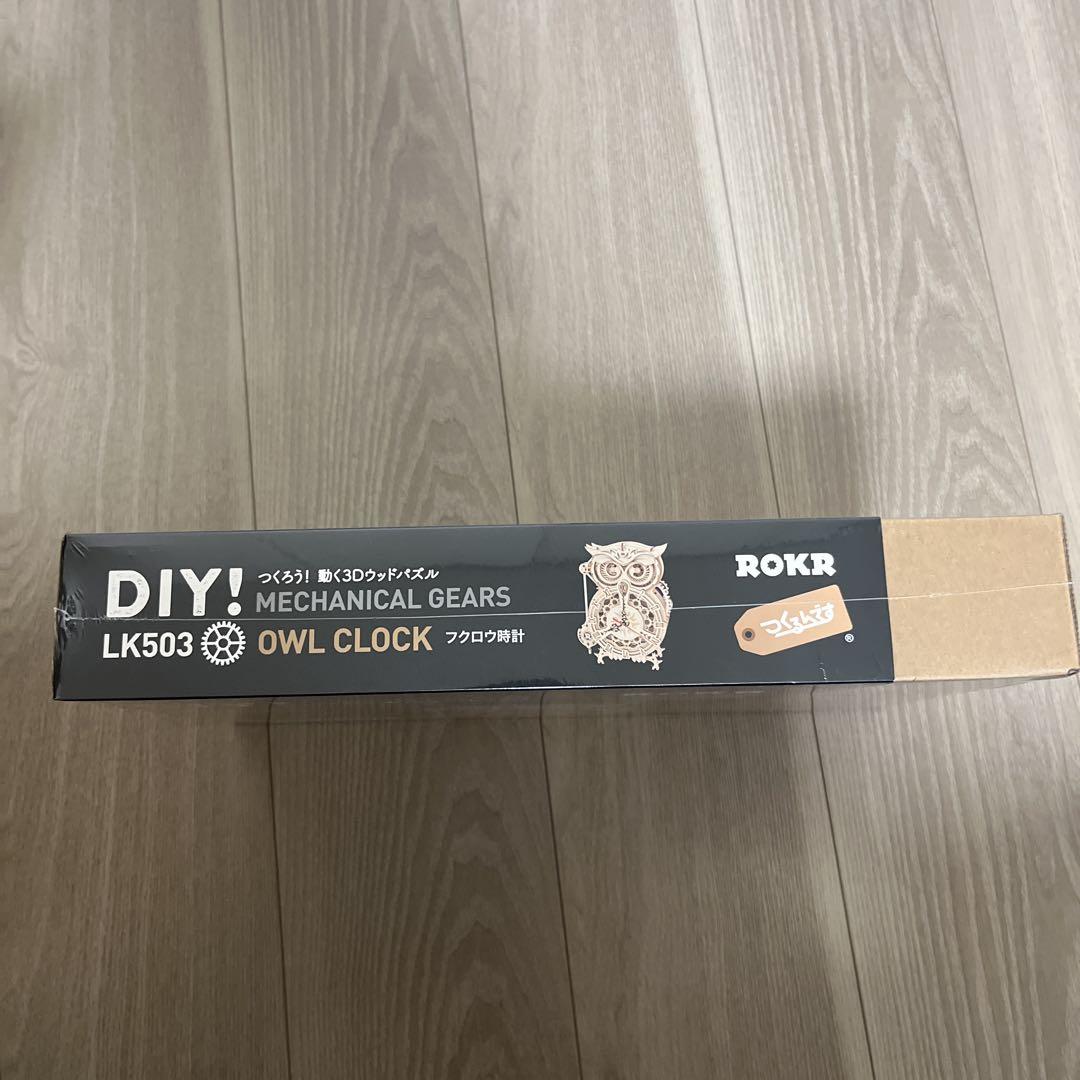 DIY!
つくろう! 動く3Dウッドパズル
MECHANICAL GEARS
LK503
OWL CLOCK フクロウ時計
ROKR
つくるんです
®